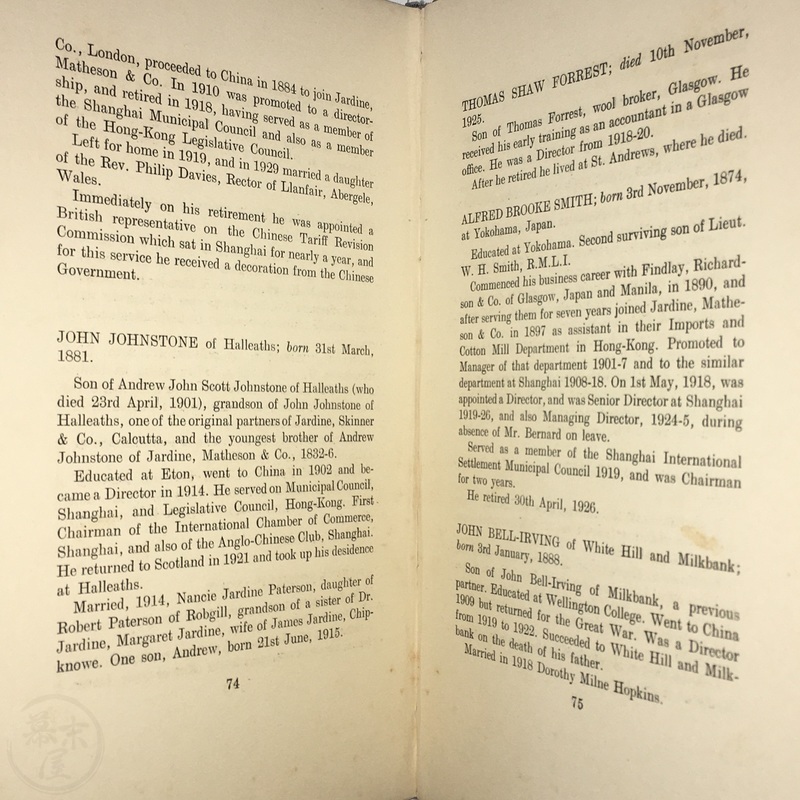 Co., London, proceeded to China in 1884 to join Jardine,
Matheson & Co. In 1910 was promoted to a director-
ship, and retired in 1918, having served as a member of
the Shanghai Municipal Council and also as a member
of the Hong-Kong Legislative Council.
Left for home in 1919, and in 1929 married a daughter
of the Rev. Philip Davies, Rector of Llanfair, Abergele,
Wales.
Immediately on his retirement he was appointed a
British representative on the Chinese Tariff Revision
Commission which sat in Shanghai for nearly a year, and
for this service he received a decoration from the Chinese
Government.
JOHN JOHNSTONE of Halleaths; born 31st March,
1881.
Son of Andrew John Scott Johnstone of Halleaths (who
died 23rd April, 1901), grandson of John Johnstone of
Halleaths, one of the original partners of Jardine, Skinner
& Co., Calcutta, and the youngest brother of Andrew
Johnstone of Jardine, Matheson & Co., 1832-6.
Educated at Eton, went to China in 1902 and be-
came a Director in 1914. He served on Municipal Council,
Shanghai, and Legislative Council, Hong-Kong. First
Chairman of the International Chamber of Commerce,
Shanghai, and also of the Anglo-Chinese Club, Shanghai.
He returned to Scotland in 1921 and took up his desidence
at Halleaths.
Married, 1914, Nancie Jardine Paterson, daughter of
Robert Paterson of Robgill, grandson of a sister of Dr.
Jardine, Margaret Jardine, wife of James Jardine, Chip-
knowe. One son, Andrew, born 21st June, 1915.
74
THOMAS SHAW FORREST; died 10th November,
1925.
Son of Thomas Forrest, wool broker, Glasgow. He
received his early training as an accountant in a Glasgow
office. He was a Director from 1918-20.
After he retired he lived at St. Andrews, where he died.
ALFRED BROOKE SMITH; born 3rd November, 1874,
at Yokohama, Japan.
Educated at Yokohama. Second surviving son of Lieut.
W. H. Smith, R.M.L.I.
Commenced his business career with Findlay, Richard-
son & Co. of Glasgow, Japan and Manila, in 1890, and
after serving them for seven years joined Jardine, Mathe-
son & Co. in 1897 as assistant in their Imports and
Cotton Mill Department in Hong-Kong. Promoted to
Manager of that department 1901-7 and to the similar
department at Shanghai 1908-18. On 1st May, 1918, was
appointed a Director, and was Senior Director at Shanghai
1919-26, and also Managing Director, 1924-5, during
absence of Mr. Bernard on leave.
Served as a member of the Shanghai International
Settlement Municipal Council 1919, and was Chairman
for two years.
He retired 30th April, 1926.
JOHN BELL-IRVING of White Hill and Milkbank;
born 3rd January, 1888.
Son of John Bell-Irving of Milkbank, a previous
partner. Educated at Wellington College. Went to China
1909 but returned for the Great War. Was a Director
from 1919 to 1922. Succeeded to White Hill and Milk-
bank on the death of his father.
Married in 1918 Dorothy Milne Hopkins.
75
幕末屋